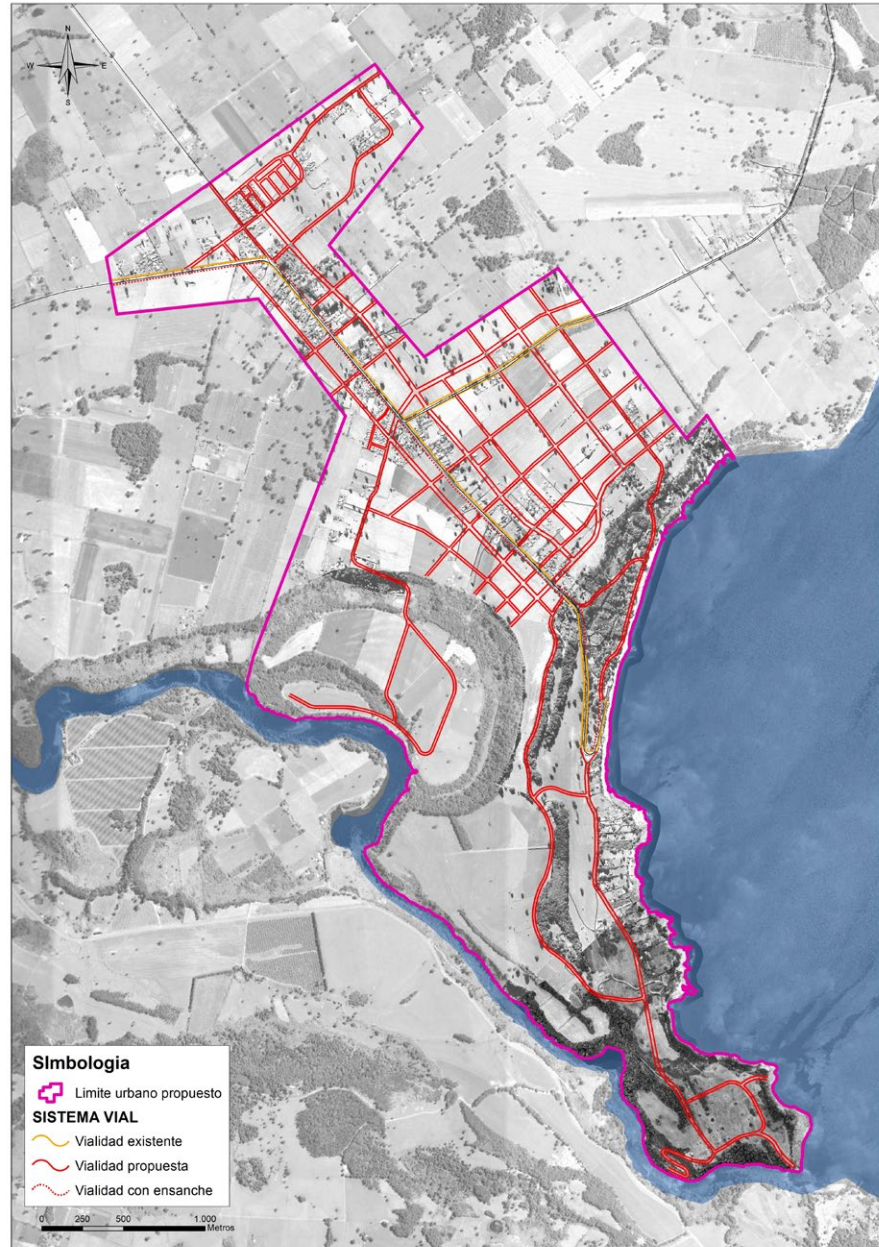 N
W E
S
SImbologia
Limite urbano propuesto
SISTEMA VIAL
Vialidad existente
Vialidad propuesta
Vialidad con ensanche
0 250 500 1.000
Metros